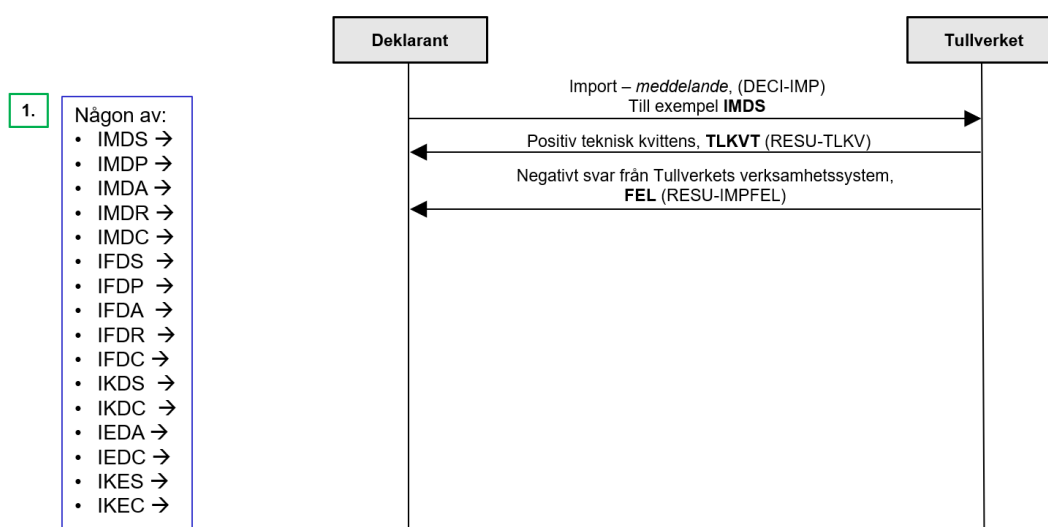 Deklarant
Tullverket
Import – meddelande, (DECI-IMP)
Till exempel IMDS
Positiv teknisk kvittens, TLKVT (RESU-TLKV)
Negativt svar från Tullverkets verksamhetssystem,
FEL (RESU-IMPFEL)
1.
Någon av:
• IMDS →
• IMDP →
• IMDA →
• IMDR →
• IMDC →
• IFDS →
• IFDP →
• IFDA →
• IFDR →
• IFDC →
• IKDS →
• IKDC →
• IEDA →
• IEDC →
• IKES →
• IKEC →